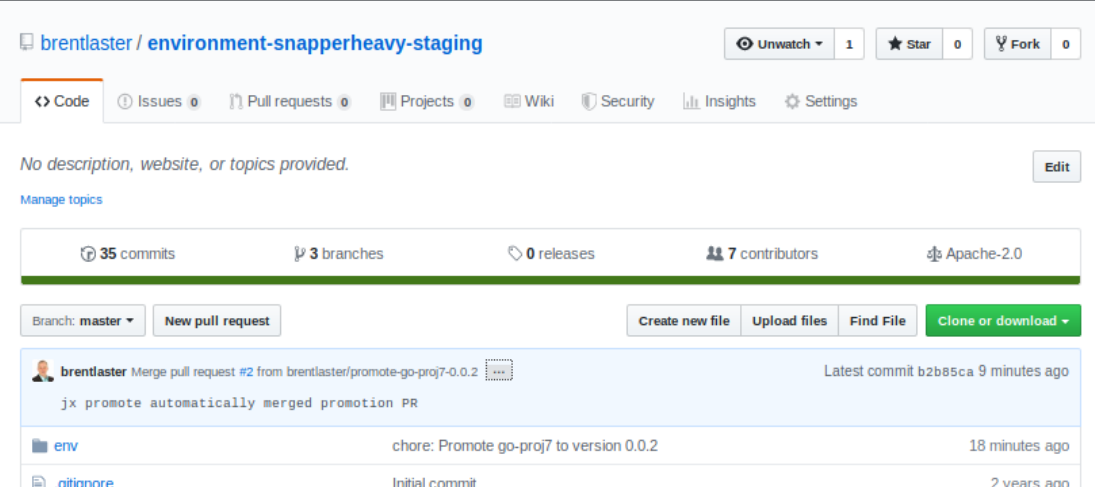 brentlaster / environment-snapperheavy-staging
Unwatch 1 Star 0 Fork 0
Code Issues 0 Pull requests 0 Projects 0 Wiki Security Insights Settings
No description, website, or topics provided. Edit
Manage topics
35 commits 3 branches 0 releases 7 contributors Apache-2.0
Branch: master New pull request Create new file Upload files Find File Clone or download
brentlaster Merge pull request #2 from brentlaster/promote-go-proj7-0.0.2 ... Latest commit b2b85ca 9 minutes ago
jx promote automatically merged promotion PR
env chore: Promote go-proj7 to version 0.0.2 18 minutes ago
.gitignore Initial commit 2 years ago